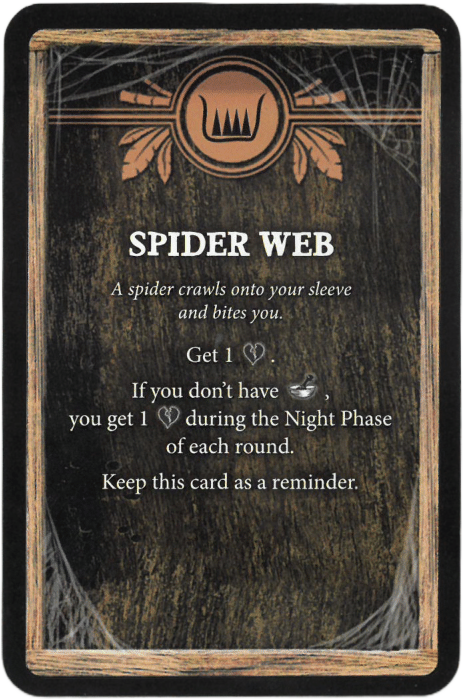 SPIDER WEB
A spider crawls onto your sleeve
and bites you.
Get 1 .
If you don't have ,
you get 1 during the Night Phase
of each round.
Keep this card as a reminder.